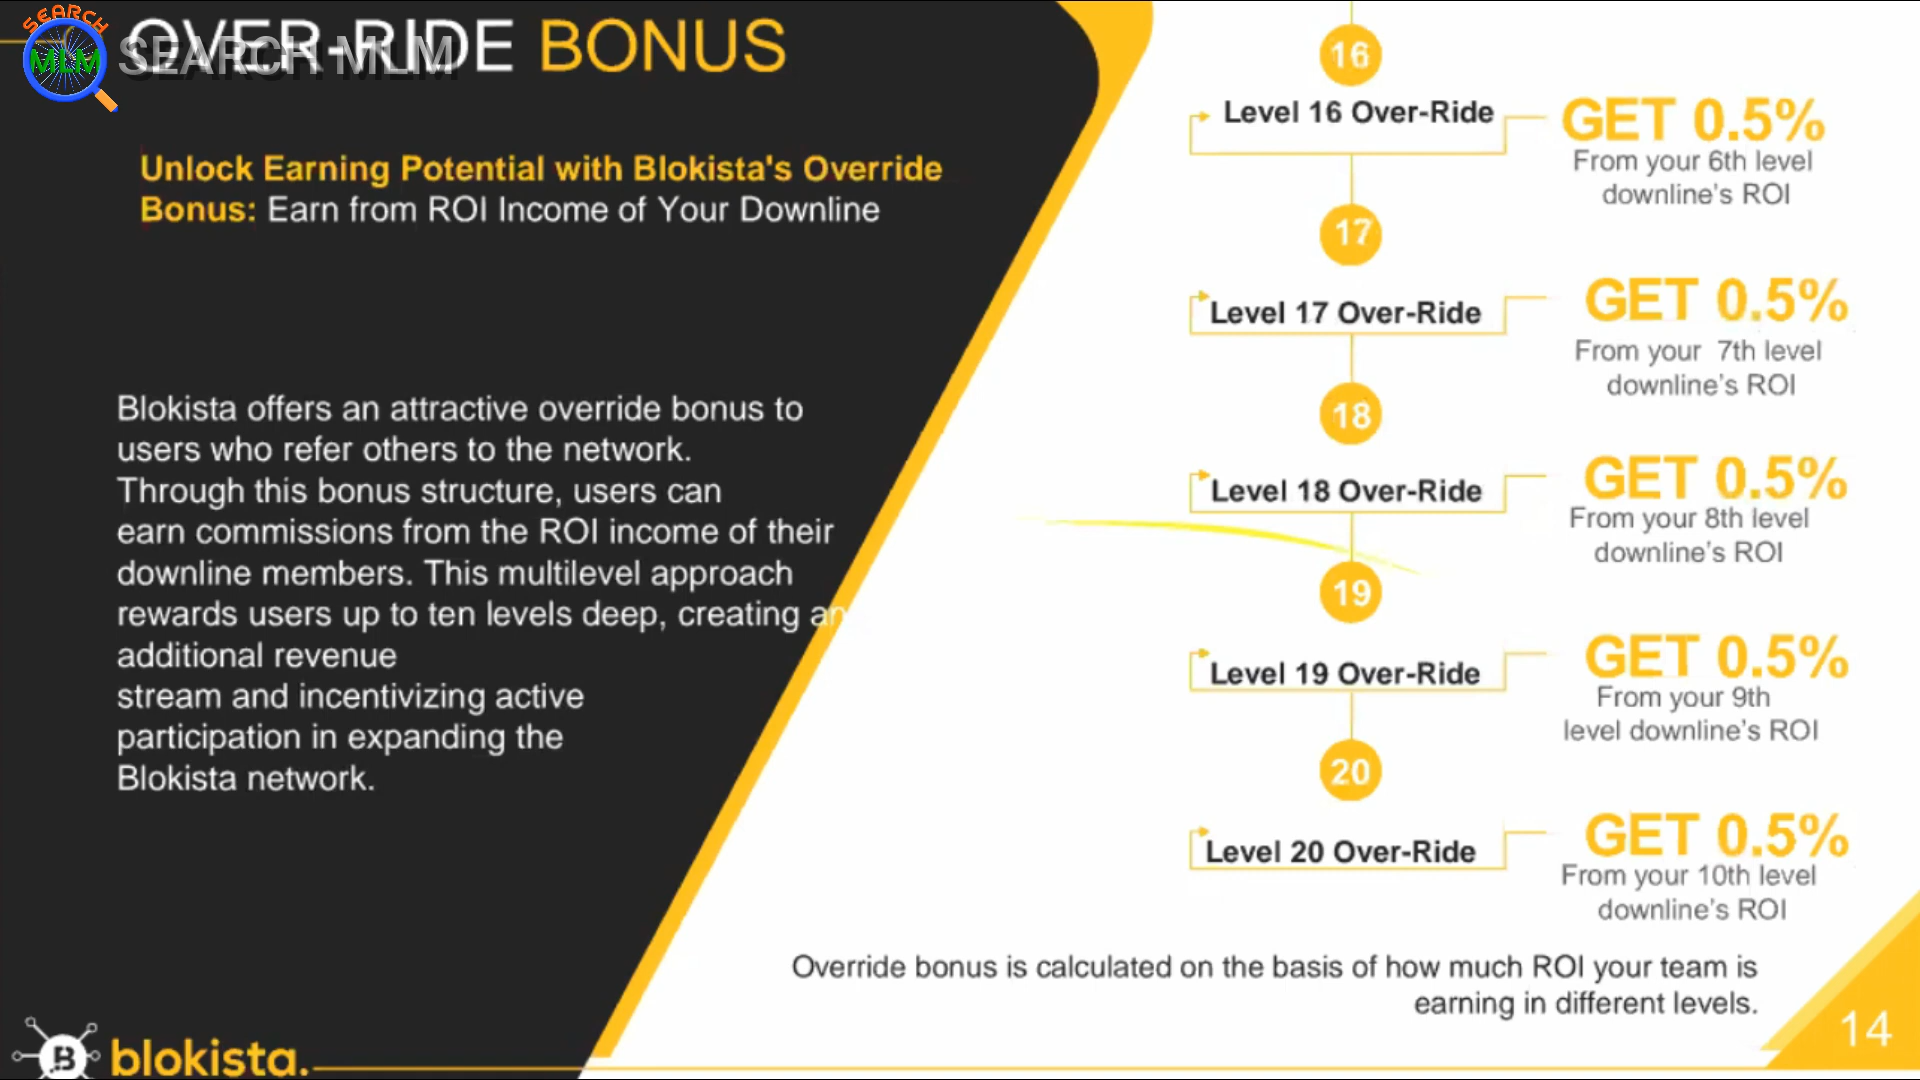 SEARCH
MLM
SEARCH MLM
OVER-RIDE BONUS
Unlock Earning Potential with Blokista's Override
Bonus: Earn from ROI Income of Your Downline
Blokista offers an attractive override bonus to
users who refer others to the network.
Through this bonus structure, users can
earn commissions from the ROI income of their
downline members. This multilevel approach
rewards users up to ten levels deep, creating an
additional revenue
stream and incentivizing active
participation in expanding the
Blokista network.
16
Level 16 Over-Ride
GET 0.5%
From your 6th level
downline's ROI
17
Level 17 Over-Ride
GET 0.5%
From your 7th level
downline's ROI
18
Level 18 Over-Ride
GET 0.5%
From your 8th level
downline's ROI
19
Level 19 Over-Ride
GET 0.5%
From your 9th
level downline's ROI
20
Level 20 Over-Ride
GET 0.5%
From your 10th level
downline's ROI
Override bonus is calculated on the basis of how much ROI your team is
earning in different levels.
B
blokista.
14